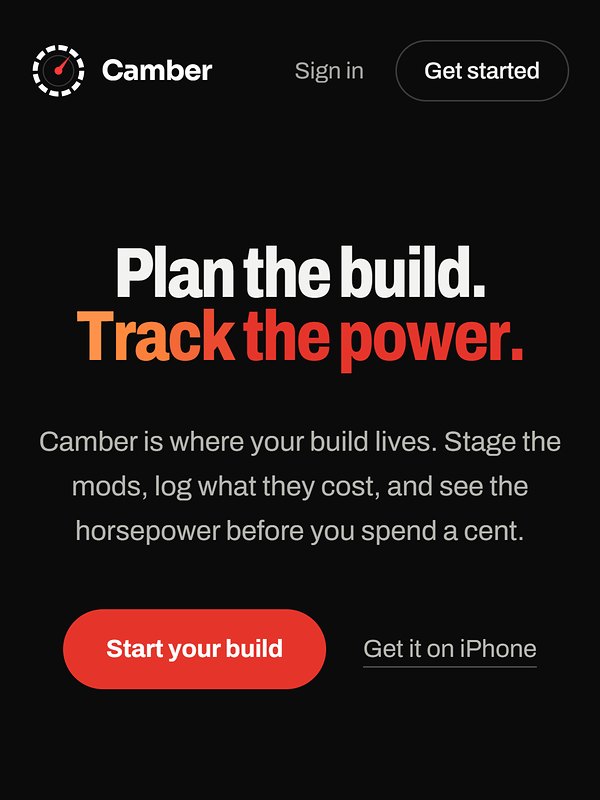 Camber
Sign in
Get started
Plan the build.
Track the power.
Camber is where your build lives. Stage the
mods, log what they cost, and see the
horsepower before you spend a cent.
Start your build
Get it on iPhone